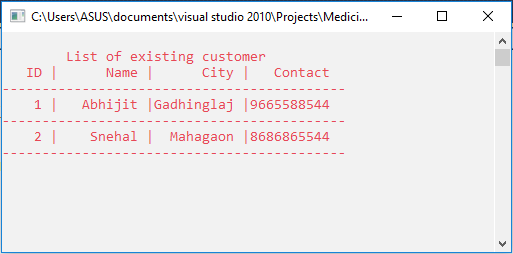 C:\Users\ASUS\documents\visual studio 2010\Projects\Medici...
List of existing customer
ID | Name | City | Contact
-------------------------------------------
1 | Abhijit |Gadhinglaj |9665588544
-------------------------------------------
2 | Snehal | Mahagaon |8686865544
-------------------------------------------